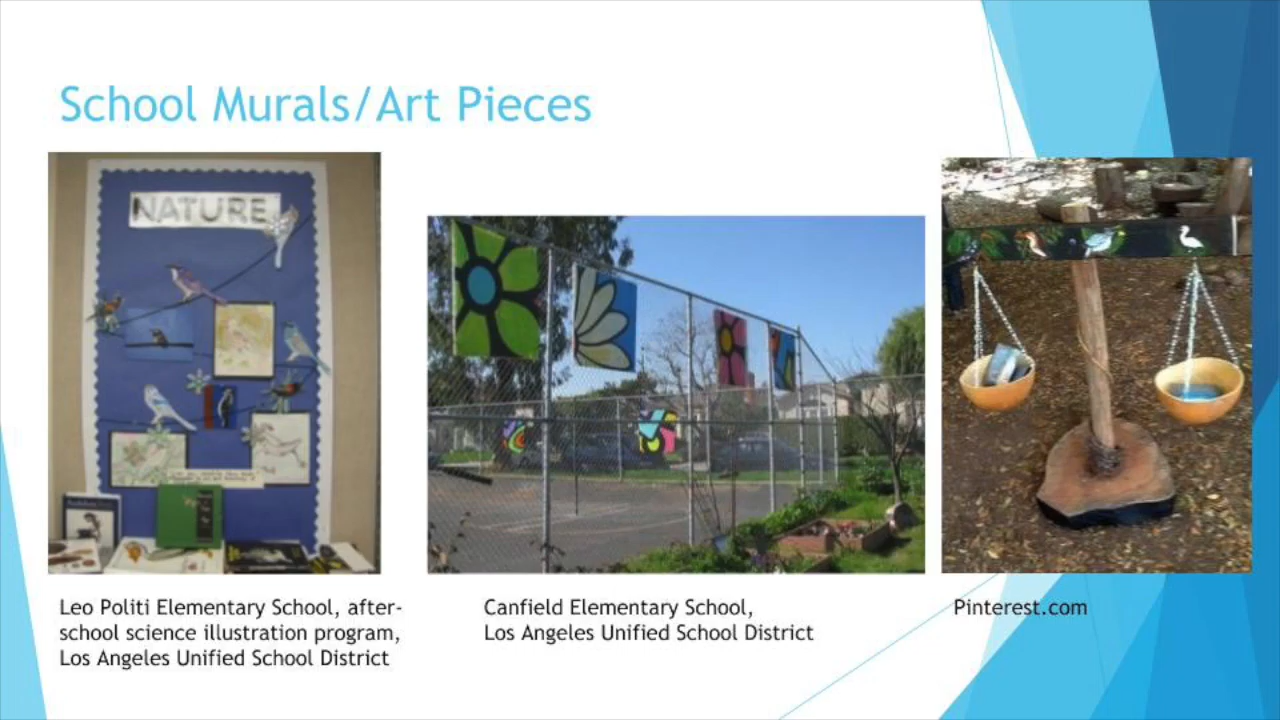 School Murals/Art Pieces
NATURE
Leo Politi Elementary School, after-
school science illustration program,
Los Angeles Unified School District
Canfield Elementary School,
Los Angeles Unified School District
Pinterest.com